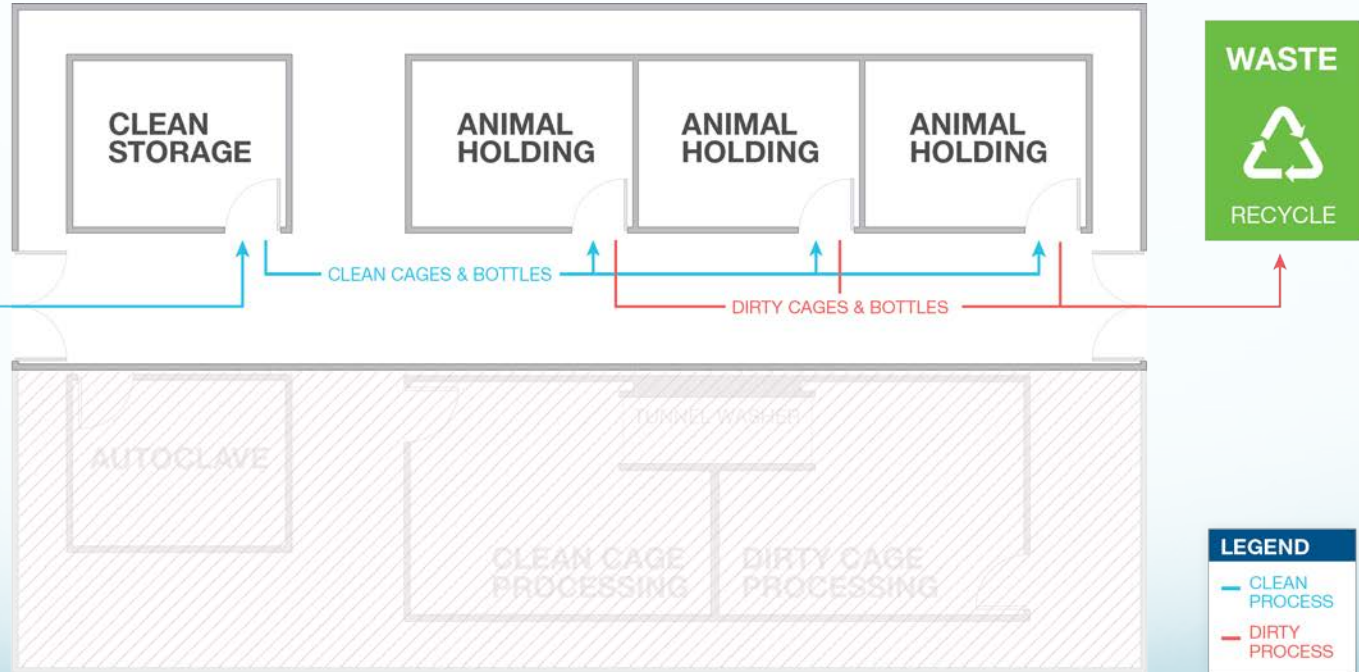 CLEAN
STORAGE
ANIMAL
HOLDING
ANIMAL
HOLDING
ANIMAL
HOLDING
WASTE
RECYCLE
CLEAN CAGES & BOTTLES
DIRTY CAGES & BOTTLES
AUTOCLAVE
TUNNEL WASHER
CLEAN CAGE
PROCESSING
DIRTY CAGE
PROCESSING
LEGEND
CLEAN
PROCESS
DIRTY
PROCESS